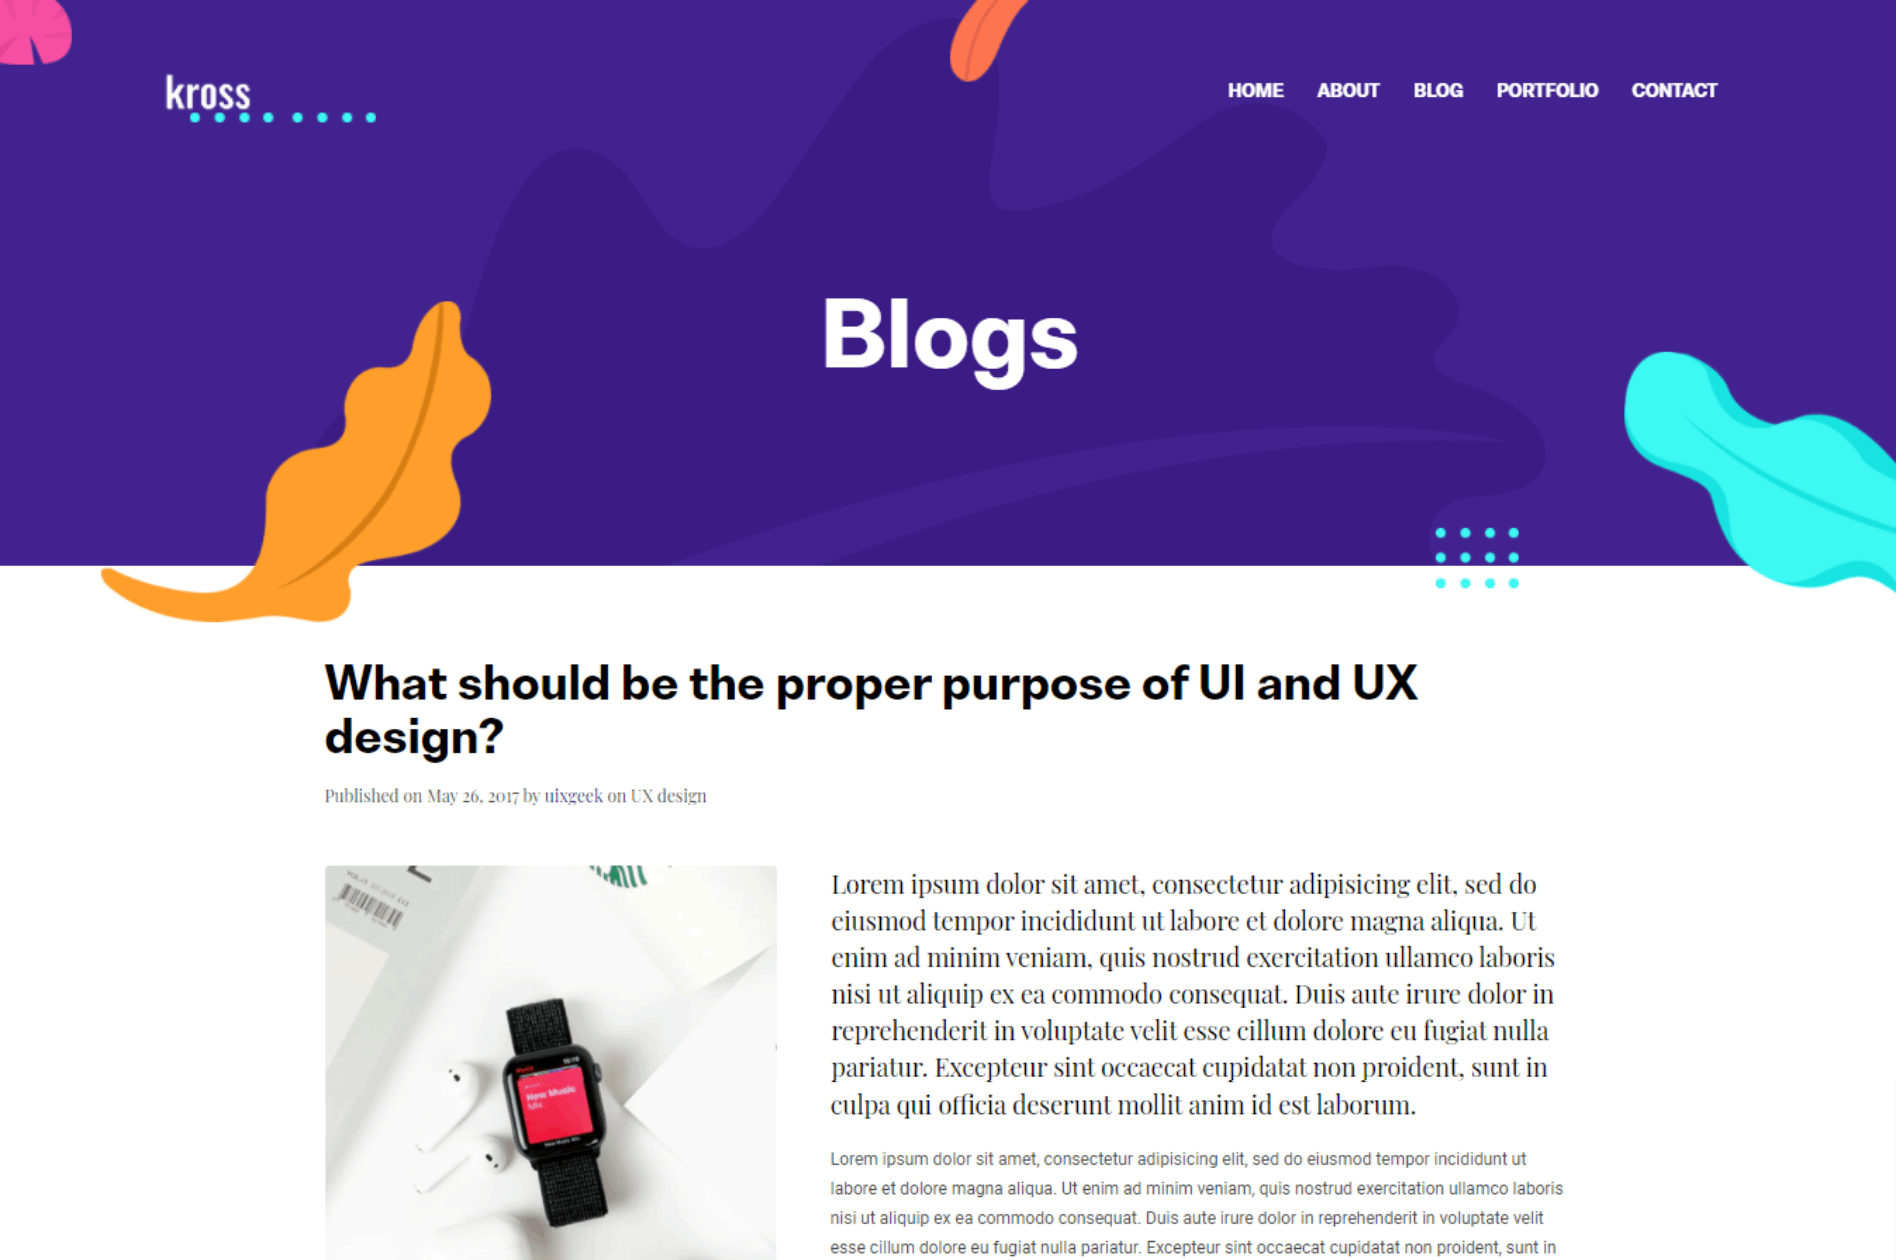 kross
HOME ABOUT BLOG PORTFOLIO CONTACT
Blogs
What should be the proper purpose of UI and UX
design?
Published on May 26, 2017 by uixgeek on UX design
Lorem ipsum dolor sit amet, consectetur adipisicing elit, sed do
eiusmod tempor incididunt ut labore et dolore magna aliqua. Ut
enim ad minim veniam, quis nostrud exercitation ullamco laboris
nisi ut aliquip ex ea commodo consequat. Duis aute irure dolor in
reprehenderit in voluptate velit esse cillum dolore eu fugiat nulla
pariatur. Excepteur sint occaecat cupidatat non proident, sunt in
culpa qui officia deserunt mollit anim id est laborum.
Lorem ipsum dolor sit amet, consectetur adipisicing elit, sed do eiusmod tempor incididunt ut
labore et dolore magna aliqua. Ut enim ad minim veniam, quis nostrud exercitation ullamco laboris
nisi ut aliquip ex ea commodo consequat. Duis aute irure dolor in reprehenderit in voluptate velit
esse cillum dolore eu fugiat nulla pariatur. Excepteur sint occaecat cupidatat non proident, sunt in
Music
New Music
Mix
New Music Mix